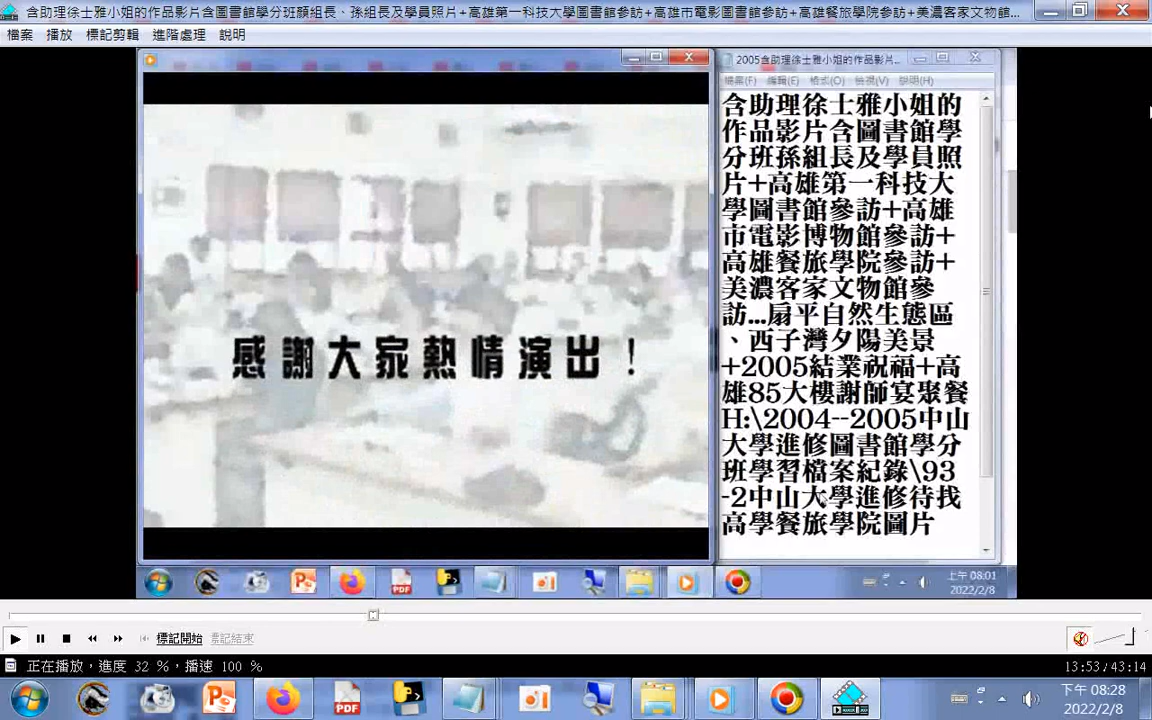 含助理徐士雅小姐的作品影片含圖書館學分班顏組長、孫組長及學員照片+高雄第一科技大學圖書館參訪+高雄市電影圖書館參訪+高雄餐旅學院參訪+美濃客家文物館...
檔案 播放 標記剪輯 進階處理 說明
2005含助理徐士雅小姐的作品影片...
檔案(F) 編輯(E) 格式(O) 檢視(V) 說明(H)
含助理徐士雅小姐的
作品影片含圖書館學
分班孫組長及學員照
片+高雄第一科技大
學圖書館參訪+高雄
市電影博物館參訪+
高雄餐旅學院參訪+
美濃客家文物館參
訪...扇平自然生態區
、西子灣夕陽美景
+2005結業祝福+高
雄85大樓謝師宴聚餐
H:\2004--2005中山
大學進修圖書館學分
班學習檔案紀錄\93
-2中山大學進修待找
高學餐旅學院圖片
感謝大家熱情演出！
上午 08:01
2022/2/8
標記開始 標記結束
正在播放，進度 32 %，播速 100 %
13:53 / 43:14
下午 08:28
2022/2/8